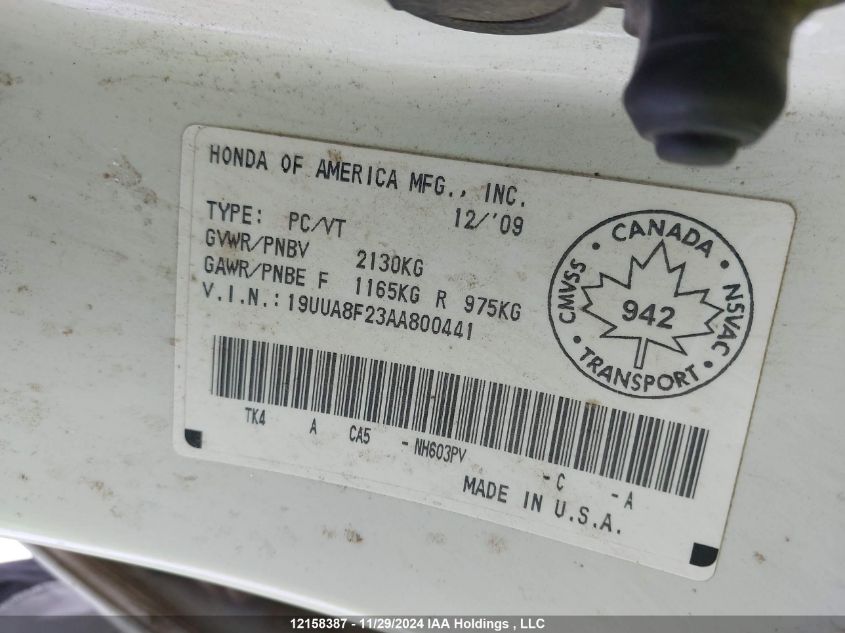 HONDA OF AMERICA MFG., INC.
12/'09
TYPE: PC/VT
GVWR/PNBV 2130KG
GAWR/PNBE F 1165KG R 975KG
V.I.N.: 19UUA8F23AA800441
CANADA
CMVSS
NSVAC
942
TRANSPORT
TK4 A CA5 -NH603PV -C -A
MADE IN U.S.A.
12158387 - 11/29/2024 IAA Holdings , LLC